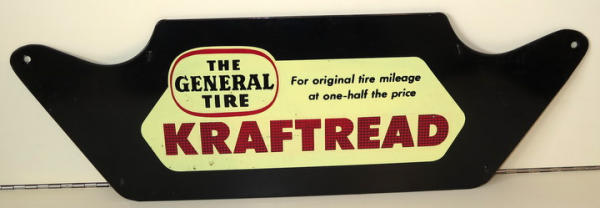 THE
GENERAL
TIRE
For original tire mileage
at one-half the price
KRAFTREAD